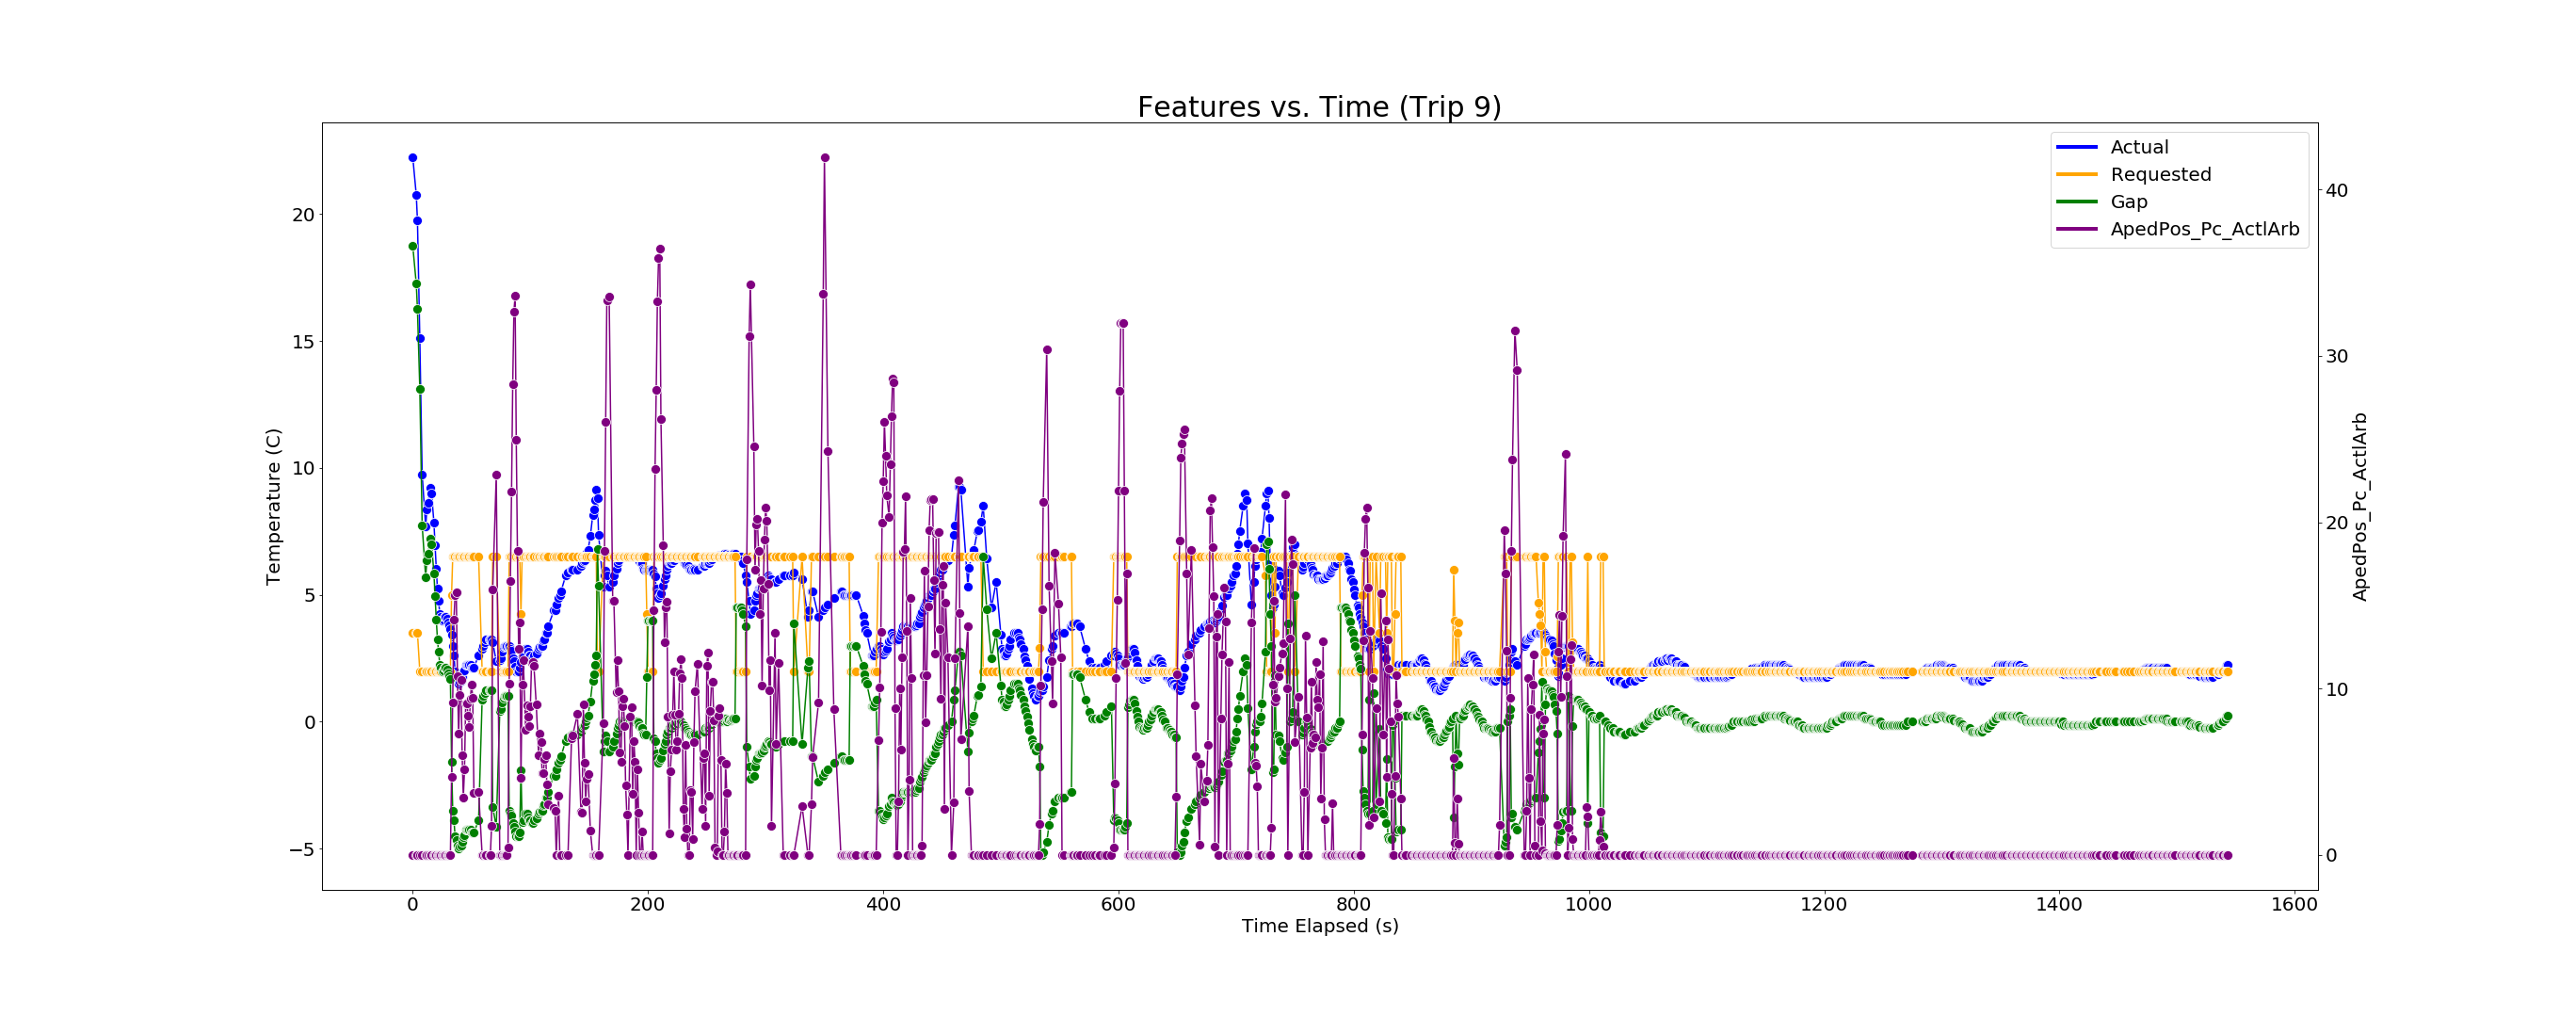 Features vs. Time (Trip 9)
Actual
Requested
Gap
ApedPos_Pc_ActlArb
Temperature (C)
20
15
10
5
0
−5
40
30
20
10
0
ApedPos_Pc_ActlArb
0 200 400 600 800 1000 1200 1400 1600
Time Elapsed (s)